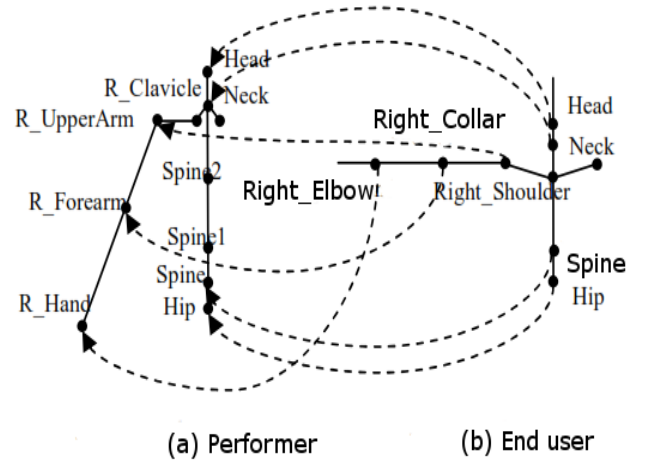 Head
R_Clavicle
Neck
R_UpperArm
Spine2
R_Forearm
Spine1
Spine
R_Hand
Hip
(a) Performer
Head
Right_Collar
Neck
Right_Elbow
Right_Shoulder
Spine
Hip
(b) End user